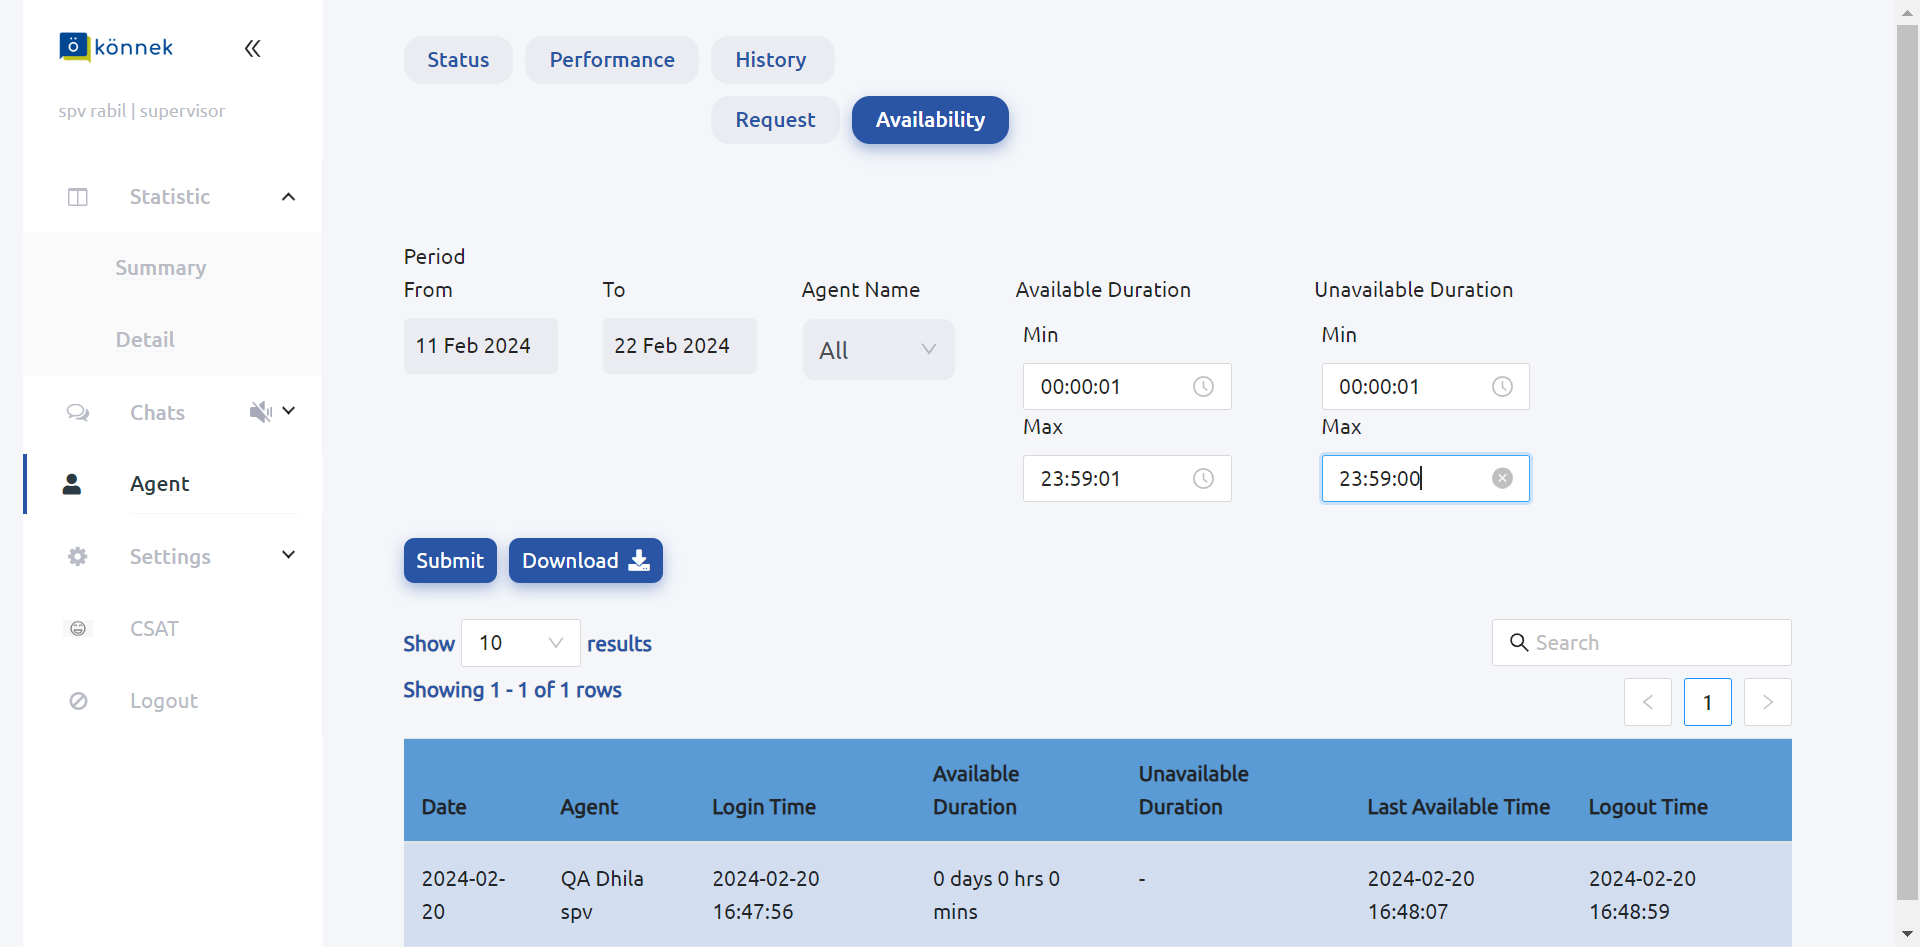 könnek
spv rabil | supervisor
Statistic
Summary
Detail
Chats
Agent
Settings
CSAT
Logout
Status
Performance
History
Request
Availability
Period
From
To
Agent Name
Available Duration
Unavailable Duration
11 Feb 2024
22 Feb 2024
All
Min
00:00:01
Max
23:59:01
Min
00:00:01
Max
23:59:00
Submit
Download
Show 10 results
Search
Showing 1 - 1 of 1 rows
1
Date
Agent
Login Time
Available
Duration
Unavailable
Duration
Last Available Time
Logout Time
2024-02-
20
QA Dhila
spv
2024-02-20
16:47:56
0 days 0 hrs 0
mins
-
2024-02-20
16:48:07
2024-02-20
16:48:59